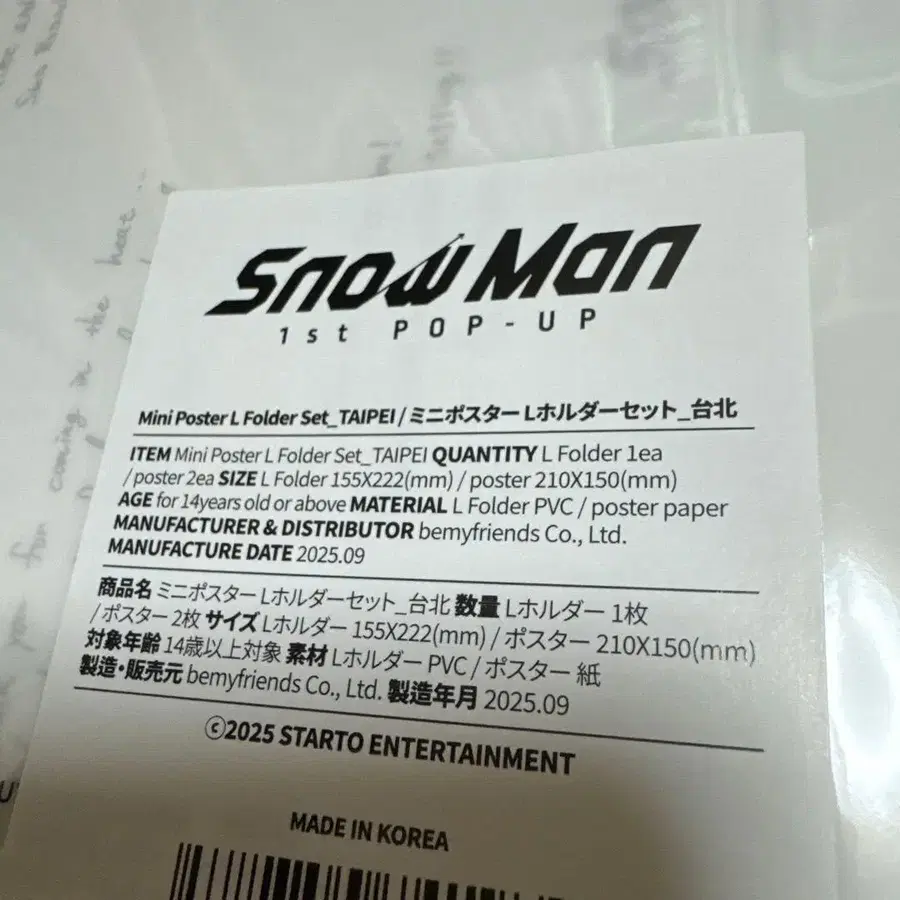 Snow Man
1st POP-UP
Mini Poster L Folder Set_TAIPEI / ミニポスター Lホルダーセット_台北
ITEM Mini Poster L Folder Set_TAIPEI QUANTITY L Folder 1ea
/ poster 2ea SIZE L Folder 155X222(mm) / poster 210X150(mm)
AGE for 14years old or above MATERIAL L Folder PVC / poster paper
MANUFACTURER & DISTRIBUTOR bemyfriends Co., Ltd.
MANUFACTURE DATE 2025.09
商品名 ミニポスター Lホルダーセット_台北 数量 Lホルダー 1枚
/ ポスター 2枚 サイズ Lホルダー 155X222(mm) / ポスター 210X150(mm)
対象年齢 14歳以上対象 素材 Lホルダー PVC / ポスター 紙
製造・販売元 bemyfriends Co., Ltd. 製造年月 2025.09
ⓒ2025 STARTO ENTERTAINMENT
MADE IN KOREA
coming in the heat...